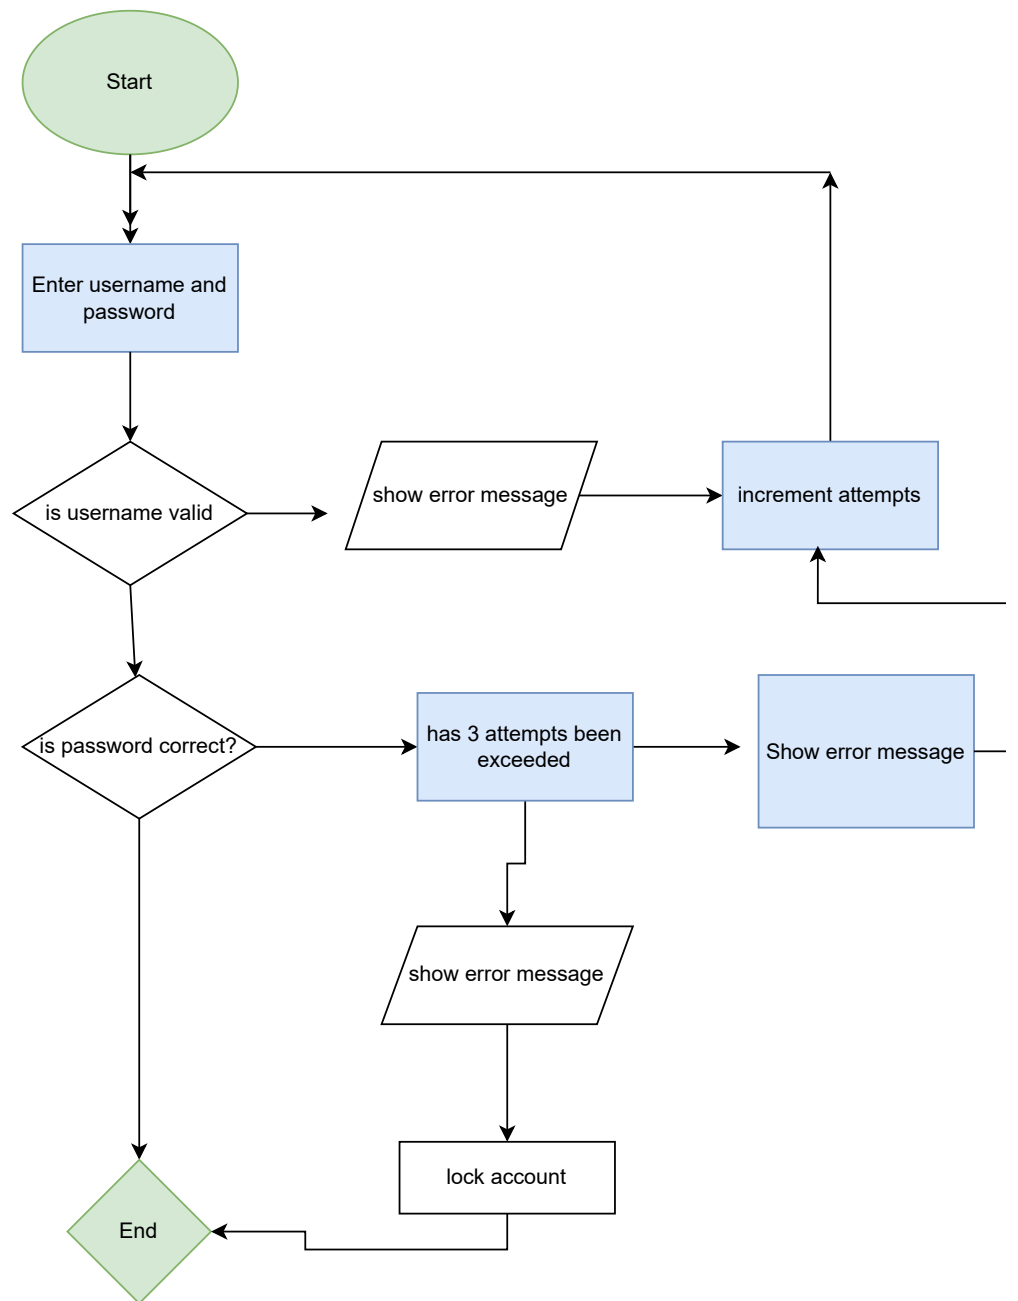 Start
Enter username and
password
is username valid
show error message
increment attempts
is password correct?
has 3 attempts been
exceeded
Show error message
show error message
lock account
End